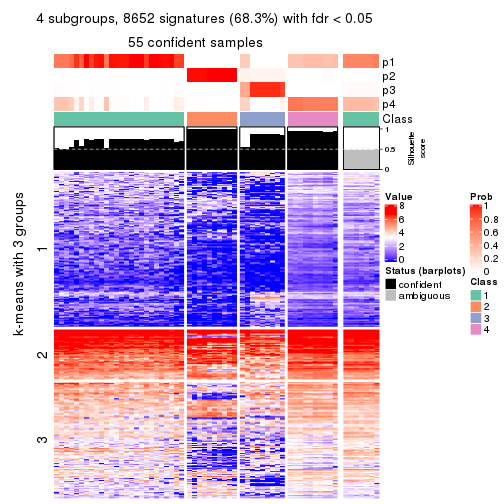 4 subgroups, 8652 signatures (68.3%) with fdr < 0.05
55 confident samples
p1
p2
p3
p4
Class
1
0.5
0
Silhouette
score
k-means with 3 groups
1
2
3
Value
8
6
4
2
0
Status (barplots)
confident
ambiguous
Prob
1
0.8
0.6
0.4
0.2
0
Class
1
2
3
4